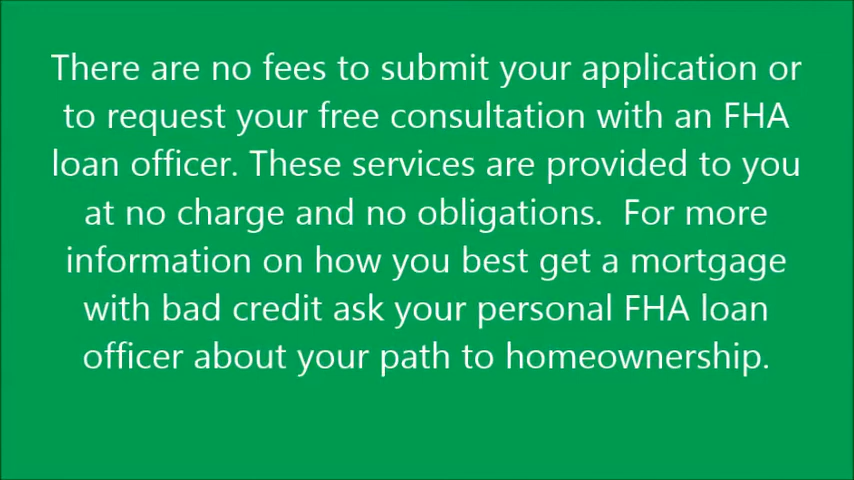 There are no fees to submit your application or
to request your free consultation with an FHA
loan officer. These services are provided to you
at no charge and no obligations.  For more
information on how you best get a mortgage
with bad credit ask your personal FHA loan
officer about your path to homeownership.